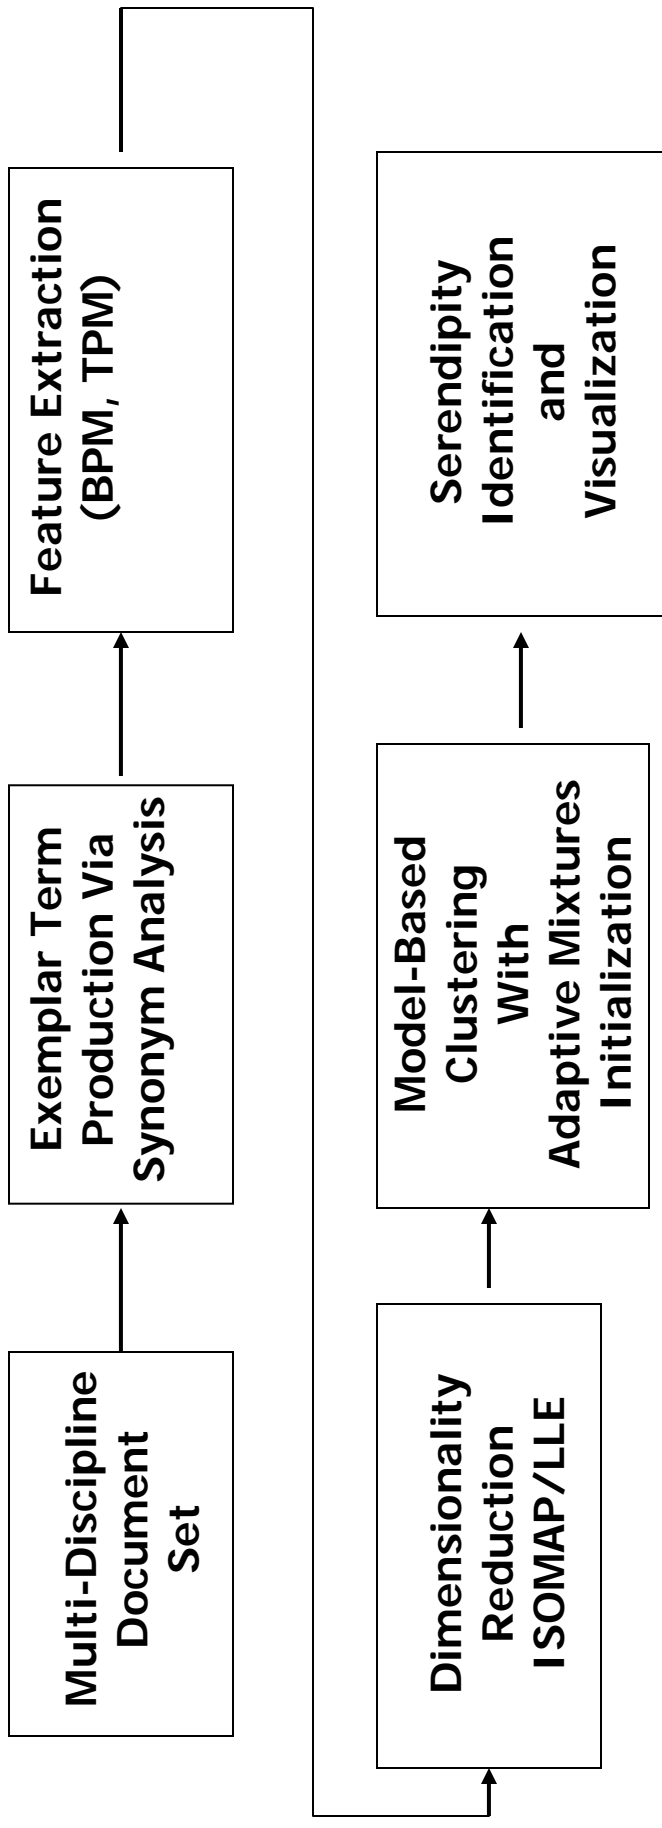 Multi-Discipline
Document
Set
Exemplar Term
Production Via
Synonym Analysis
Feature Extraction
(BPM, TPM)
Dimensionality
Reduction
ISOMAP/LLE
Model-Based
Clustering
With
Adaptive Mixtures
Initialization
Serendipity
Identification
and
Visualization